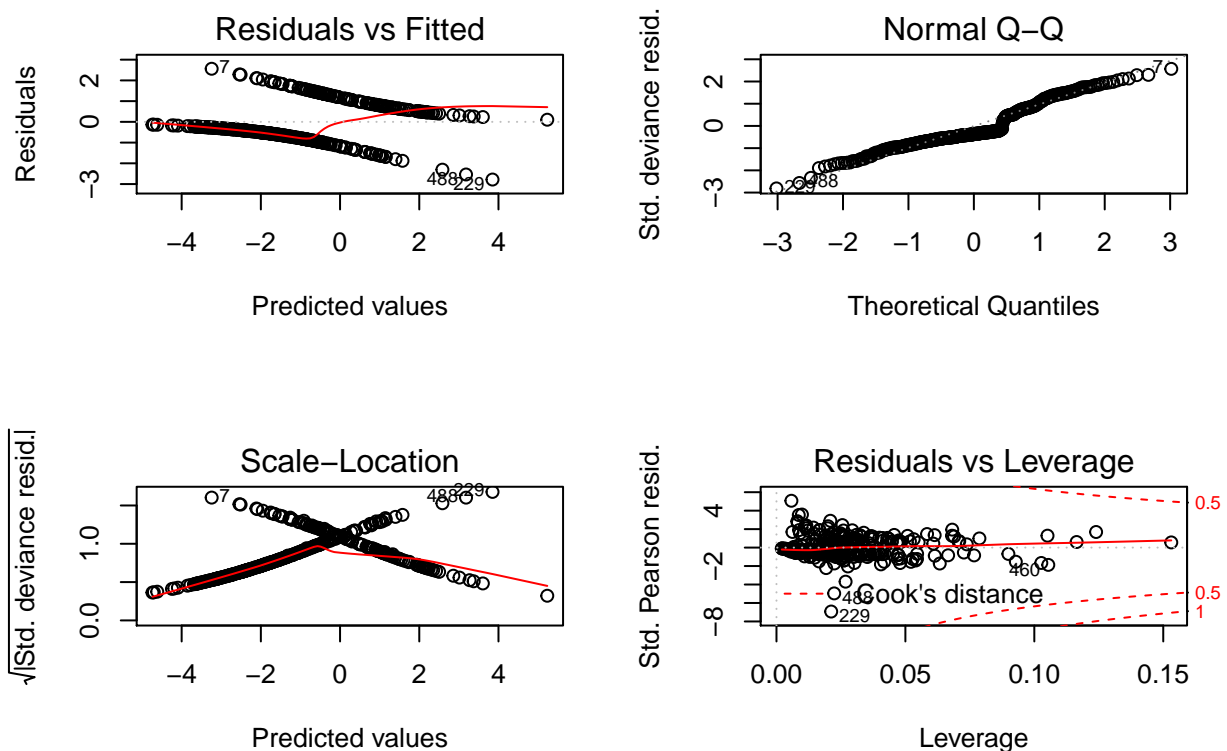 Residuals vs Fitted
Residuals
2
0
−3
−4 −2 0 2 4
Predicted values
7
488
229
Normal Q−Q
Std. deviance resid.
2
0
−3
−3 −2 −1 0 1 2 3
Theoretical Quantiles
7
488
229
Scale−Location
√|Std. deviance resid.|
1.0
0.0
−4 −2 0 2 4
Predicted values
7
488
229
Residuals vs Leverage
Std. Pearson resid.
4
−2
−8
0.00 0.05 0.10 0.15
Leverage
460
488
229
Cook's distance
0.5
0.5
1